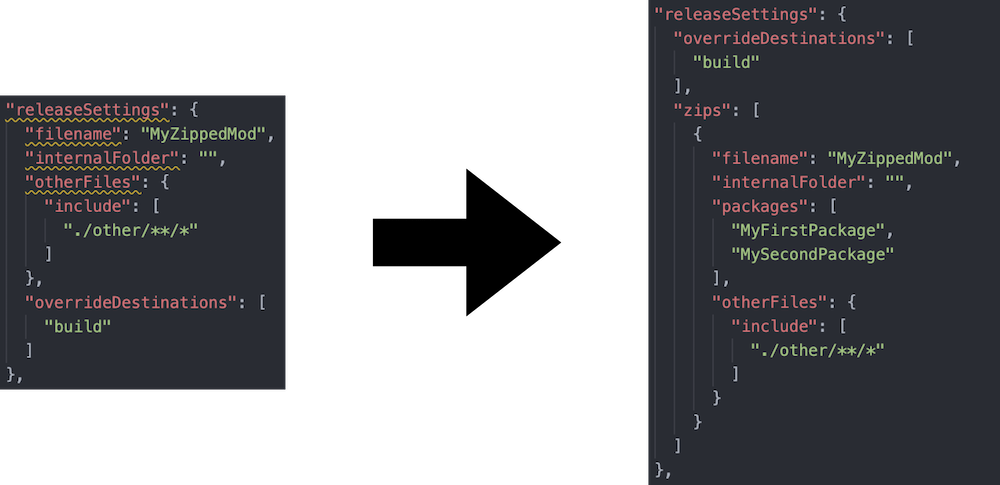 "releaseSettings": {
"filename": "MyZippedMod",
"internalFolder": "",
"otherFiles": {
"include": [
"./other/**/*"
]
},
"overrideDestinations": [
"build"
]
},
"releaseSettings": {
"overrideDestinations": [
"build"
],
"zips": [
{
"filename": "MyZippedMod",
"internalFolder": "",
"packages": [
"MyFirstPackage",
"MySecondPackage"
],
"otherFiles": {
"include": [
"./other/**/*"
]
}
}
]
},